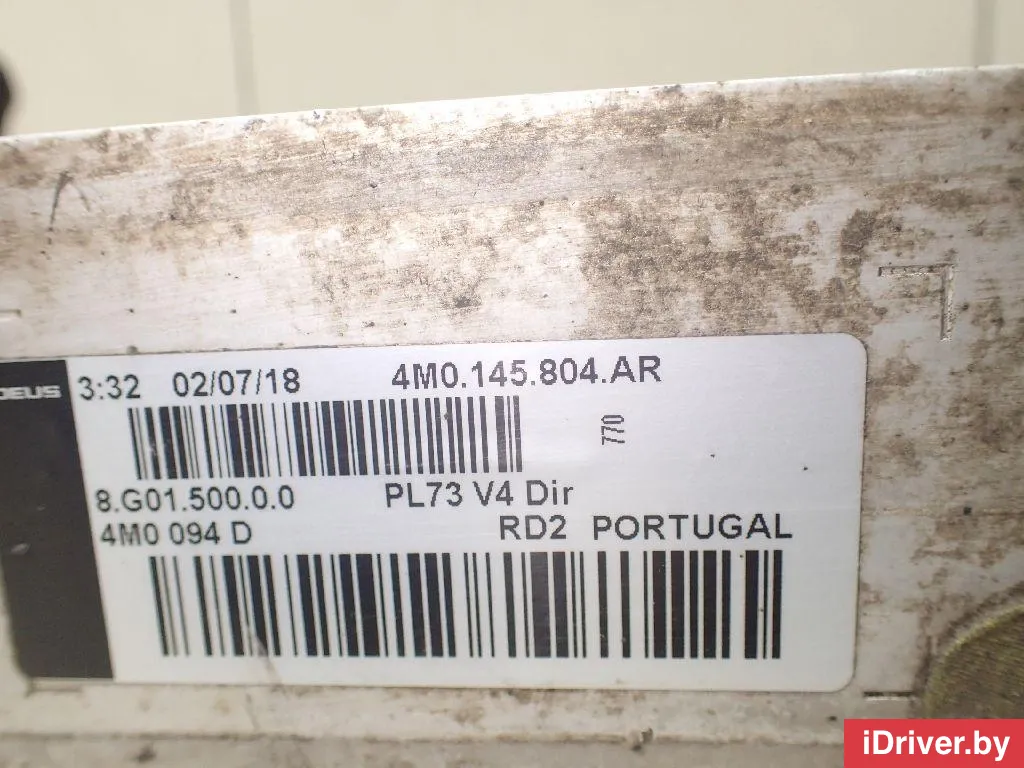 3:32 02/07/18 4M0.145.804.AR
770
8.G01.500.0.0 PL73 V4 Dir
4M0 094 D RD2 PORTUGAL
iDriver.by